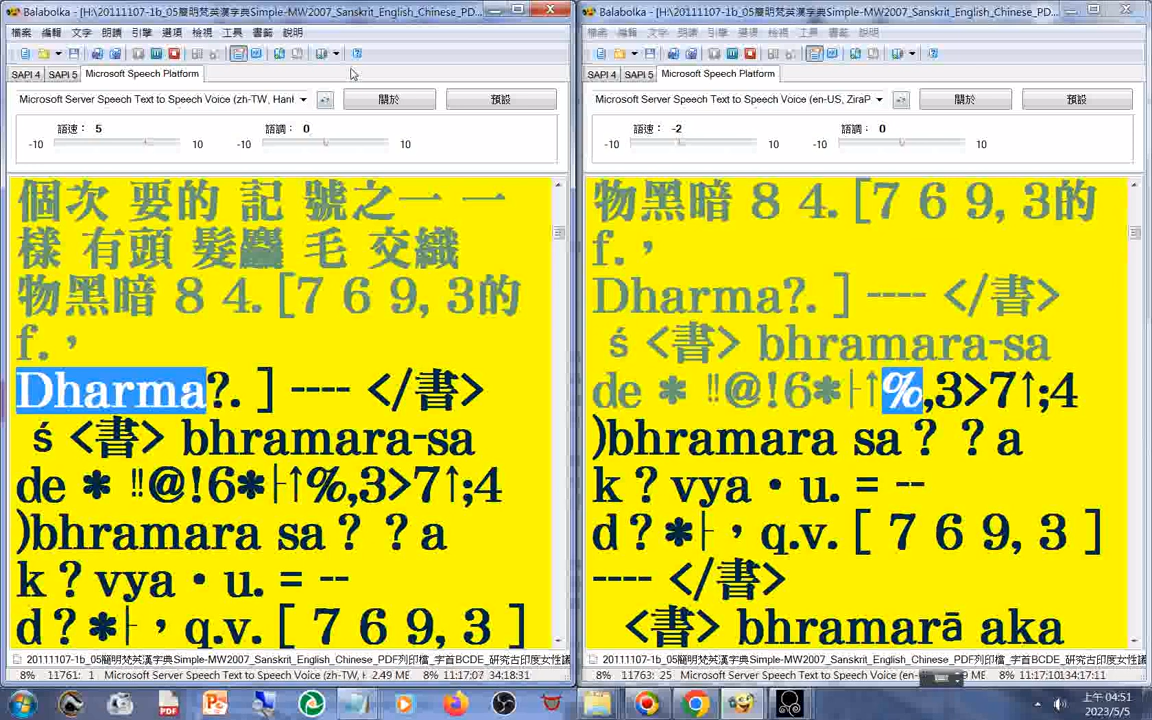 Balabolka - [H:\20111107-1b_05簡明梵英漢字典Simple-MW2007_Sanskrit_English_Chinese_PD...
檔案 編輯 文字 朗讀 引擎 選項 檢視 工具 書籤 說明
SAPI 4 SAPI 5 Microsoft Speech Platform
Microsoft Server Speech Text to Speech Voice (zh-TW, Hanl 關於 預設
語速： 5 語調： 0
-10 10 -10 10
個次 要的 記 號之一 一
樣 有頭 髮麤 毛 交織
物黑暗 8 4. [7 6 9, 3的
f.，
Dharma?. ] ---- </書>
ś <書> bhramara-sa
de * ‼@!6*├↑%,3>7↑;4
)bhramara sa？？a
k？vya・u. = --
d？*├，q.v. [ 7 6 9, 3 ]
20111107-1b_05簡明梵英漢字典Simple-MW2007_Sanskrit_English_Chinese_PDF列印檔_字首BCDE_研究古印度女性議
8% 11761: 1 Microsoft Server Speech Text to Speech Voice (zh-TW, H 2.49 ME 8% 11:17:07 34:18:31
Balabolka - [H:\20111107-1b_05簡明梵英漢字典Simple-MW2007_Sanskrit_English_Chinese_PD...
檔案 編輯 文字 朗讀 引擎 選項 檢視 工具 書籤 說明
SAPI 4 SAPI 5 Microsoft Speech Platform
Microsoft Server Speech Text to Speech Voice (en-US, ZiraP 關於 預設
語速： -2 語調： 0
-10 10 -10 10
物黑暗 8 4. [7 6 9, 3的
f.，
Dharma?. ] ---- </書>
ś <書> bhramara-sa
de * ‼@!6*├↑%,3>7↑;4
)bhramara sa？？a
k？vya・u. = --
d？*├，q.v. [ 7 6 9, 3 ]
---- </書>
<書> bhramarā aka
20111107-1b_05簡明梵英漢字典Simple-MW2007_Sanskrit_English_Chinese_PDF列印檔_字首BCDE_研究古印度女性議
8% 11763: 25 Microsoft Server Speech Text to Speech Voice (en-US 9 ME 8% 11:17:10 134:17:11
上午 04:51
2023/5/5